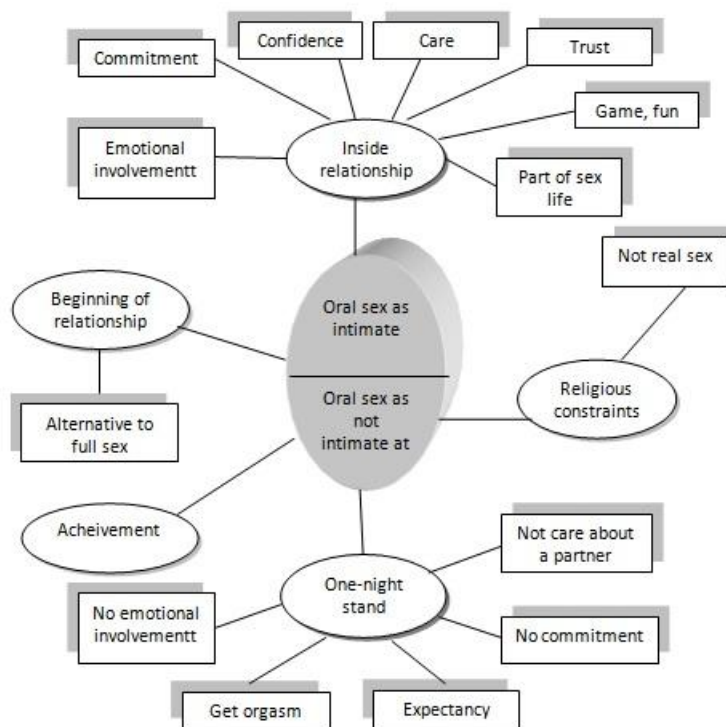 Confidence
Care
Trust
Commitment
Game, fun
Emotional
involvementt
Inside
relationship
Part of sex
life
Not real sex
Beginning of
relationship
Oral sex as
intimate
Religious
constraints
Oral sex as
not
intimate at
Alternative to
full sex
Acheivement
Not care about
a partner
One-night
stand
No emotional
involvementt
No commitment
Get orgasm
Expectancy